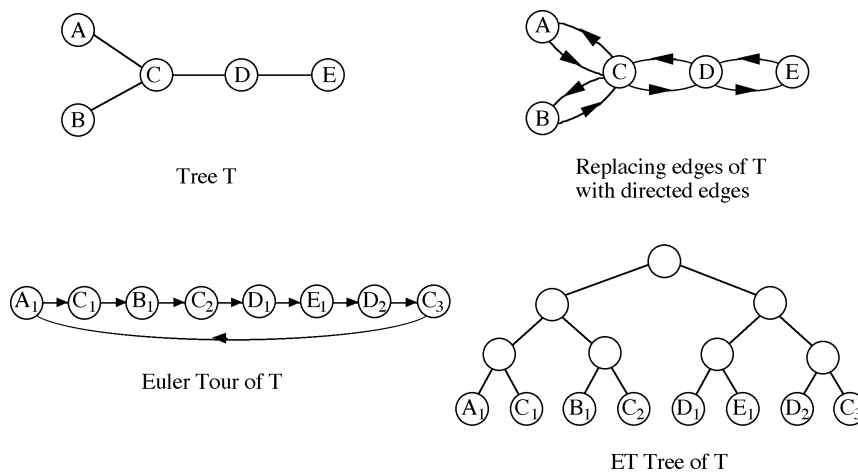 A
C
D
E
B
Tree T
A
C
D
E
B
Replacing edges of T
with directed edges
A1 C1 B1 C2 D1 E1 D2 C3
Euler Tour of T
A1 C1 B1 C2 D1 E1 D2 C3
ET Tree of T